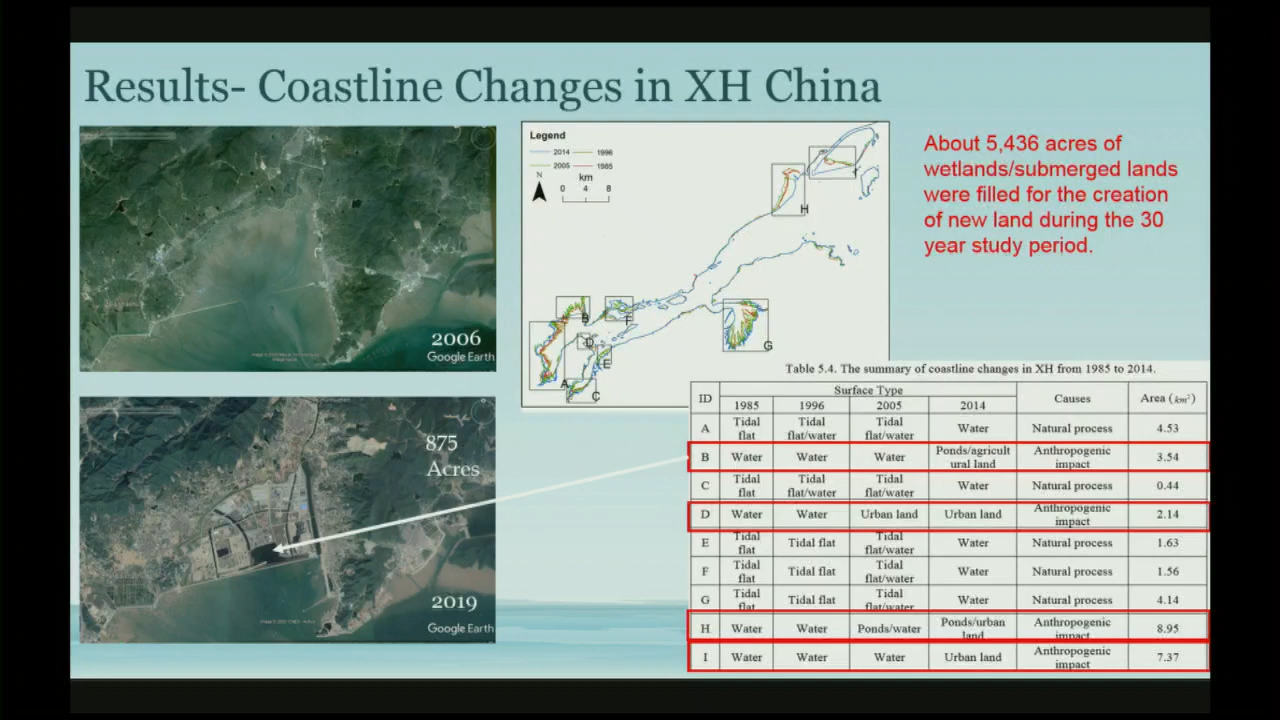 Results- Coastline Changes in XH China
2006
Google Earth
875
Acres
2019
Google Earth
Legend
2014 1996
2005 1985
km
N
0 4 8
H
I
B
F
D
E
A
C
G
About 5,436 acres of
wetlands/submerged lands
were filled for the creation
of new land during the 30
year study period.
Table 5.4. The summary of coastline changes in XH from 1985 to 2014.
ID Surface Type Causes Area (km²)
1985 1996 2005 2014
A Tidal flat Tidal flat/water Tidal flat/water Water Natural process 4.53
B Water Water Water Ponds/agricult ural land Anthropogenic impact 3.54
C Tidal flat Tidal flat/water Tidal flat/water Water Natural process 0.44
D Water Water Urban land Urban land Anthropogenic impact 2.14
E Tidal flat Tidal flat Tidal flat/water Water Natural process 1.63
F Tidal flat Tidal flat Tidal flat/water Water Natural process 1.56
G Tidal flat Tidal flat Tidal flat/water Water Natural process 4.14
H Water Water Ponds/water Ponds/urban land Anthropogenic impact 8.95
I Water Water Water Urban land Anthropogenic impact 7.37